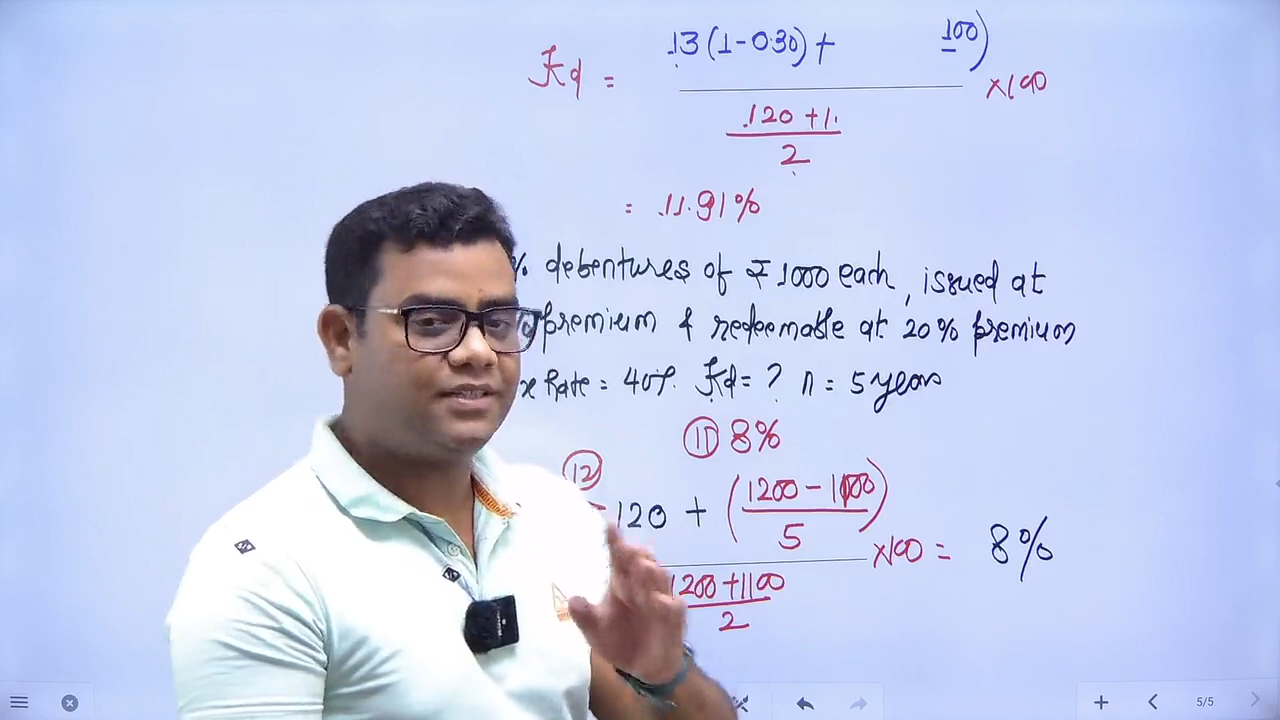 Kd = .13(1-0.30) + 100) ×100
.120 + 1.
2
= 11.91%
% debentures of ₹1000 each, issued at
% premium & redeemable at 20% premium
x Rate = 40%. Kd = ? n = 5 years
11 8%
12
120 + (1200 - 1100) ×100 = 8%
5
1200 + 1100
2
5/5